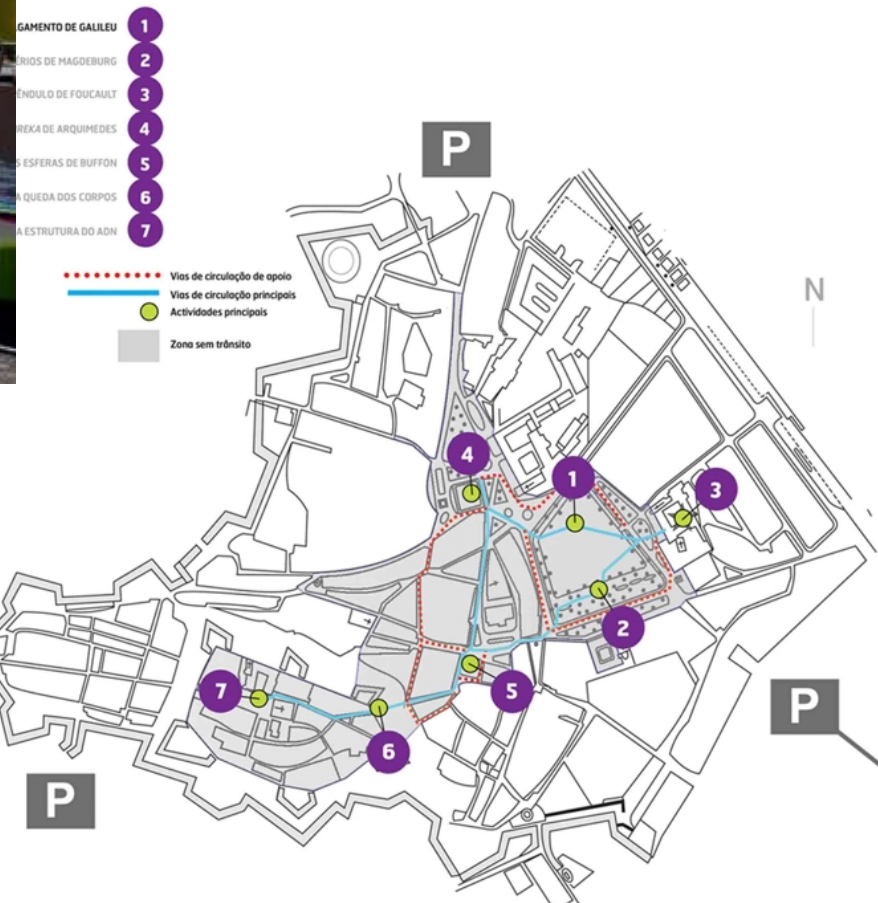 GAMENTO DE GALILEU 1
ÉRIOS DE MAGDEBURG 2
ÊNDULO DE FOUCAULT 3
REKA DE ARQUIMEDES 4
S ESFERAS DE BUFFON 5
A QUEDA DOS CORPOS 6
A ESTRUTURA DO ADN 7
Vias de circulação de apoio
Vias de circulação principais
Actividades principais
Zona sem trânsito
P
N
4
1
3
2
7
5
6
P
P